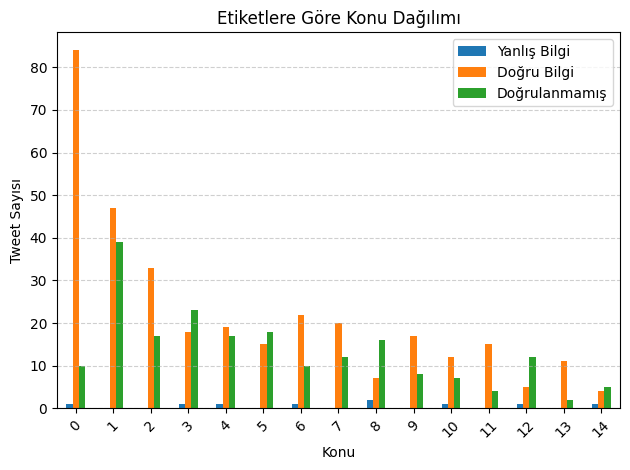 Etiketlere Göre Konu Dağılımı
Yanlış Bilgi
Doğru Bilgi
Doğrulanmamış
Tweet Sayısı
80
70
60
50
40
30
20
10
0
0 1 2 3 4 5 6 7 8 9 10 11 12 13 14
Konu